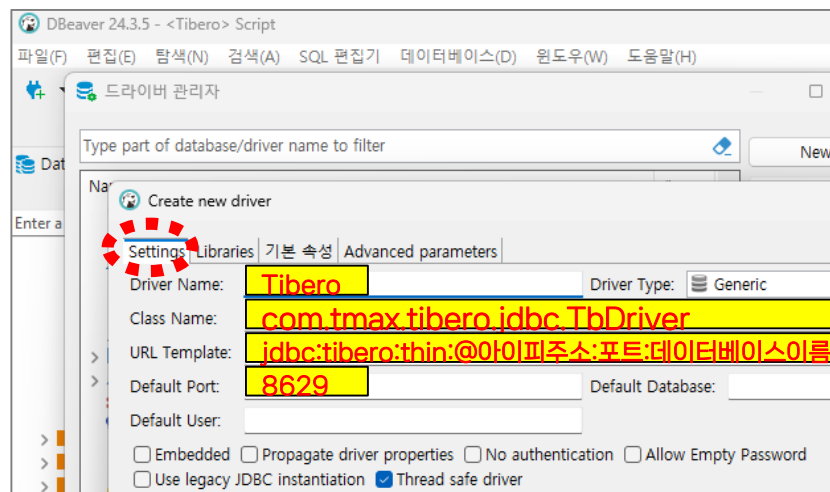 DBeaver 24.3.5 - <Tibero> Script
파일(F) 편집(E) 탐색(N) 검색(A) SQL 편집기 데이터베이스(D) 윈도우(W) 도움말(H)
드라이버 관리자
Type part of database/driver name to filter
New
Dat
Na
Create new driver
Enter a
Settings Libraries 기본 속성 Advanced parameters
Driver Name: Tibero Driver Type: Generic
Class Name: com.tmax.tibero.jdbc.TbDriver
URL Template: jdbc:tibero:thin:@아이피주소:포트:데이터베이스이름
Default Port: 8629 Default Database:
Default User:
Embedded Propagate driver properties No authentication Allow Empty Password
Use legacy JDBC instantiation Thread safe driver